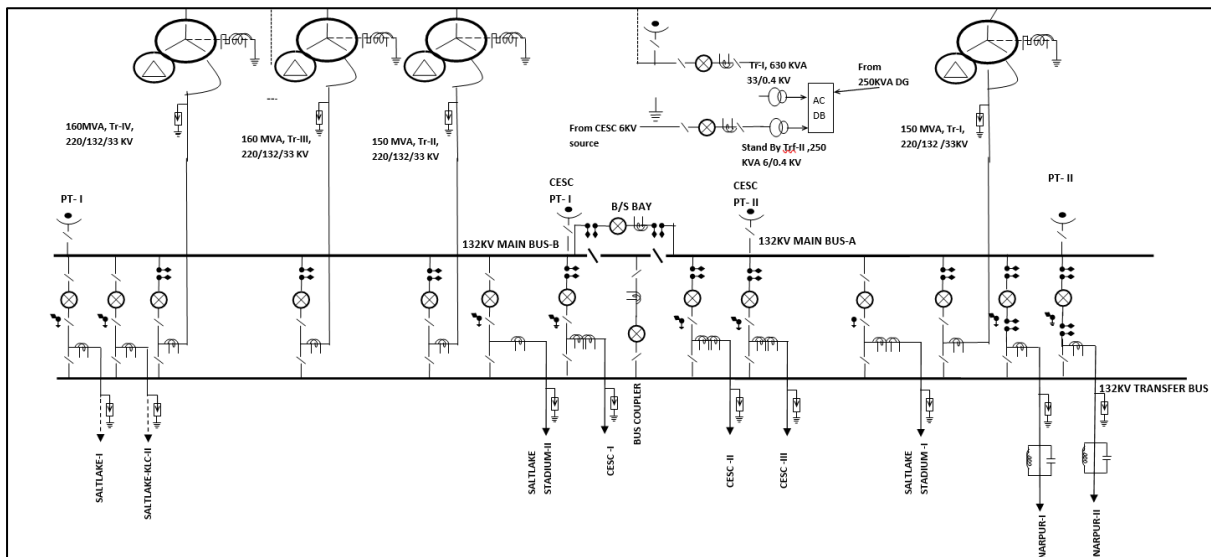 160MVA, Tr-IV,
220/132/33 KV
160 MVA, Tr-III,
220/132/33 KV
150 MVA, Tr-II,
220/132/33 KV
Tr-I, 630 KVA
33/0.4 KV
From
250KVA DG
AC
DB
From CESC 6KV
source
Stand By Trf-II ,250
KVA 6/0.4 KV
150 MVA, Tr-I,
220/132 /33KV
PT- I
CESC
PT- I
B/S BAY
CESC
PT- II
PT- II
132KV MAIN BUS-B
132KV MAIN BUS-A
132KV TRANSFER BUS
SALTLAKE-I
SALTLAKE-KLC-II
SALTLAKE
STADIUM-II
CESC -I
BUS COUPLER
CESC -II
CESC -III
SALTLAKE
STADIUM -I
NARPUR-I
NARPUR-II